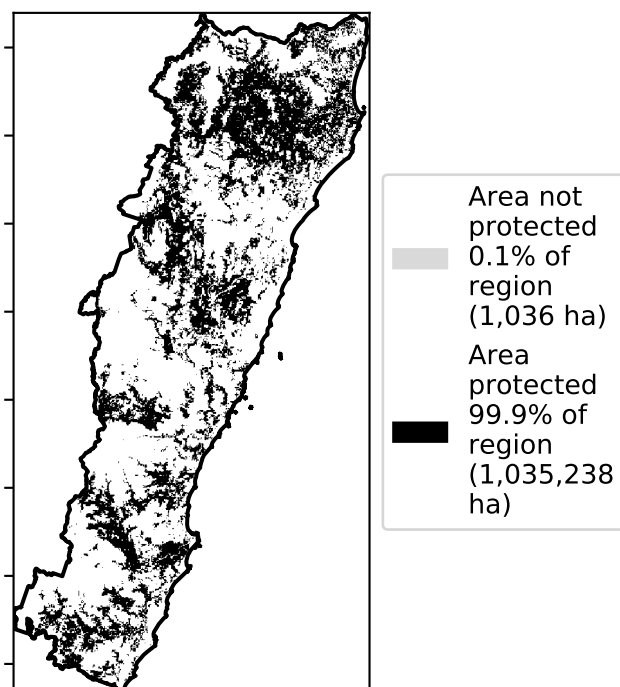 Area not
protected
0.1% of
region
(1,036 ha)
Area
protected
99.9% of
region
(1,035,238
ha)